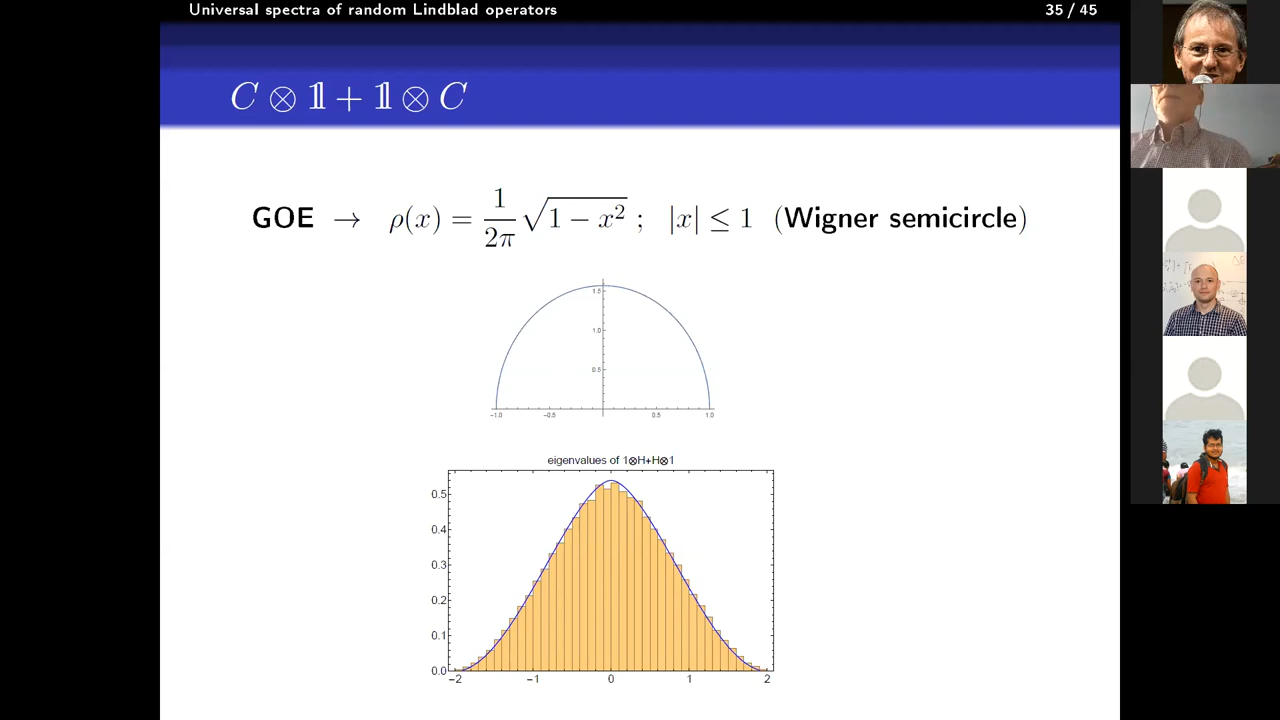 Universal spectra of random Lindblad operators 35 / 45
C ⊗ 𝟙 + 𝟙 ⊗ C
GOE → ρ(x) = 1/2π √1 − x² ; |x| ≤ 1 (Wigner semicircle)
1.5
1.0
0.5
-1.0 -0.5 0.5 1.0
eigenvalues of 1⊗H+H⊗1
0.5
0.4
0.3
0.2
0.1
0.0
−2 −1 0 1 2